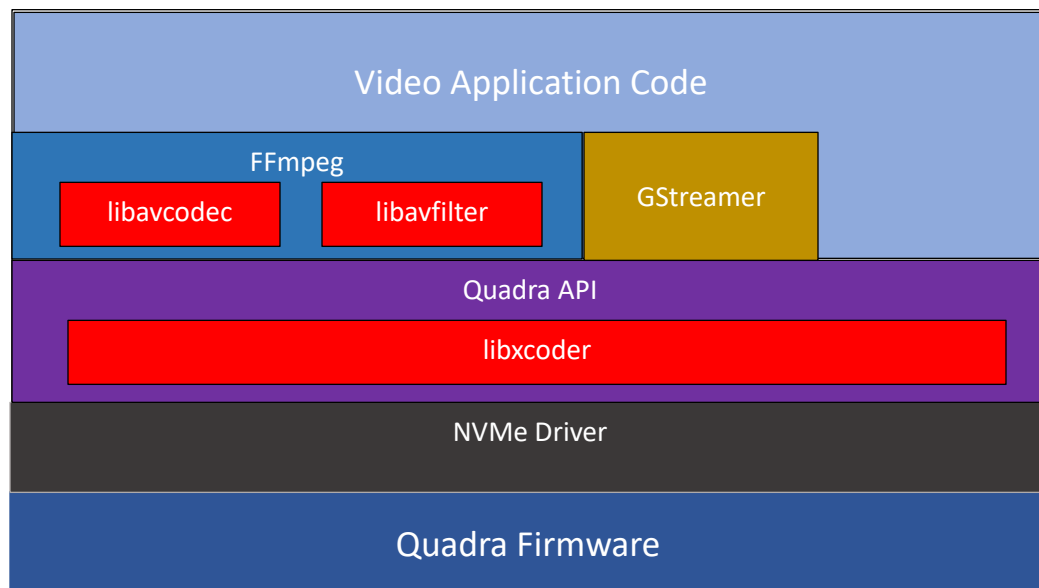 Video Application Code
FFmpeg
libavcodec
libavfilter
GStreamer
Quadra API
libxcoder
NVMe Driver
Quadra Firmware